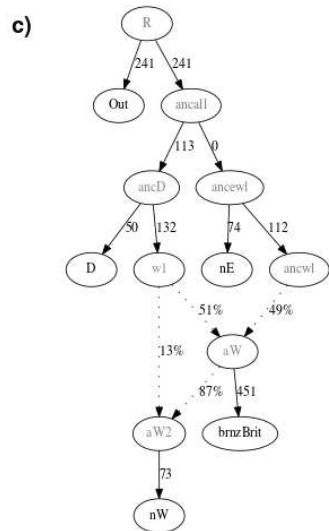 c)
R
241 241
Out ancall
113 0
ancD ancewl
50 132 74 112
D w1 nE ancwl
51% 49%
13% aW
87% 451
aW2 brnzBrit
73
nW